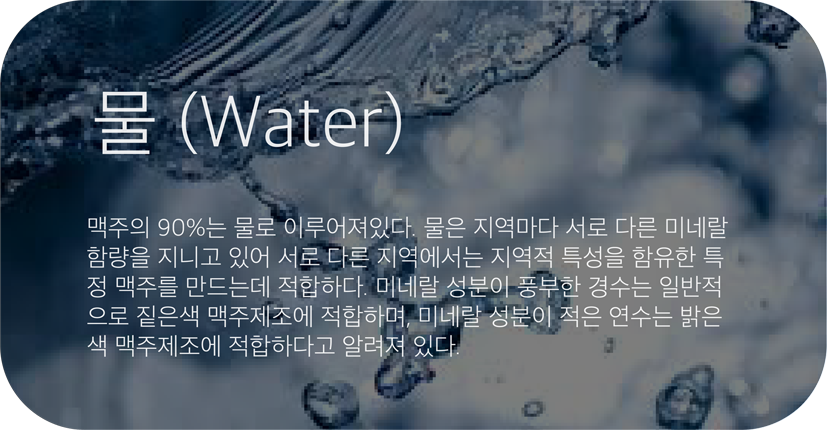 물 (Water)
맥주의 90%는 물로 이루어져있다. 물은 지역마다 서로 다른 미네랄
함량을 지니고 있어 서로 다른 지역에서는 지역적 특성을 함유한 특
정 맥주를 만드는데 적합하다. 미네랄 성분이 풍부한 경수는 일반적
으로 짙은색 맥주제조에 적합하며, 미네랄 성분이 적은 연수는 밝은
색 맥주제조에 적합하다고 알려져 있다.